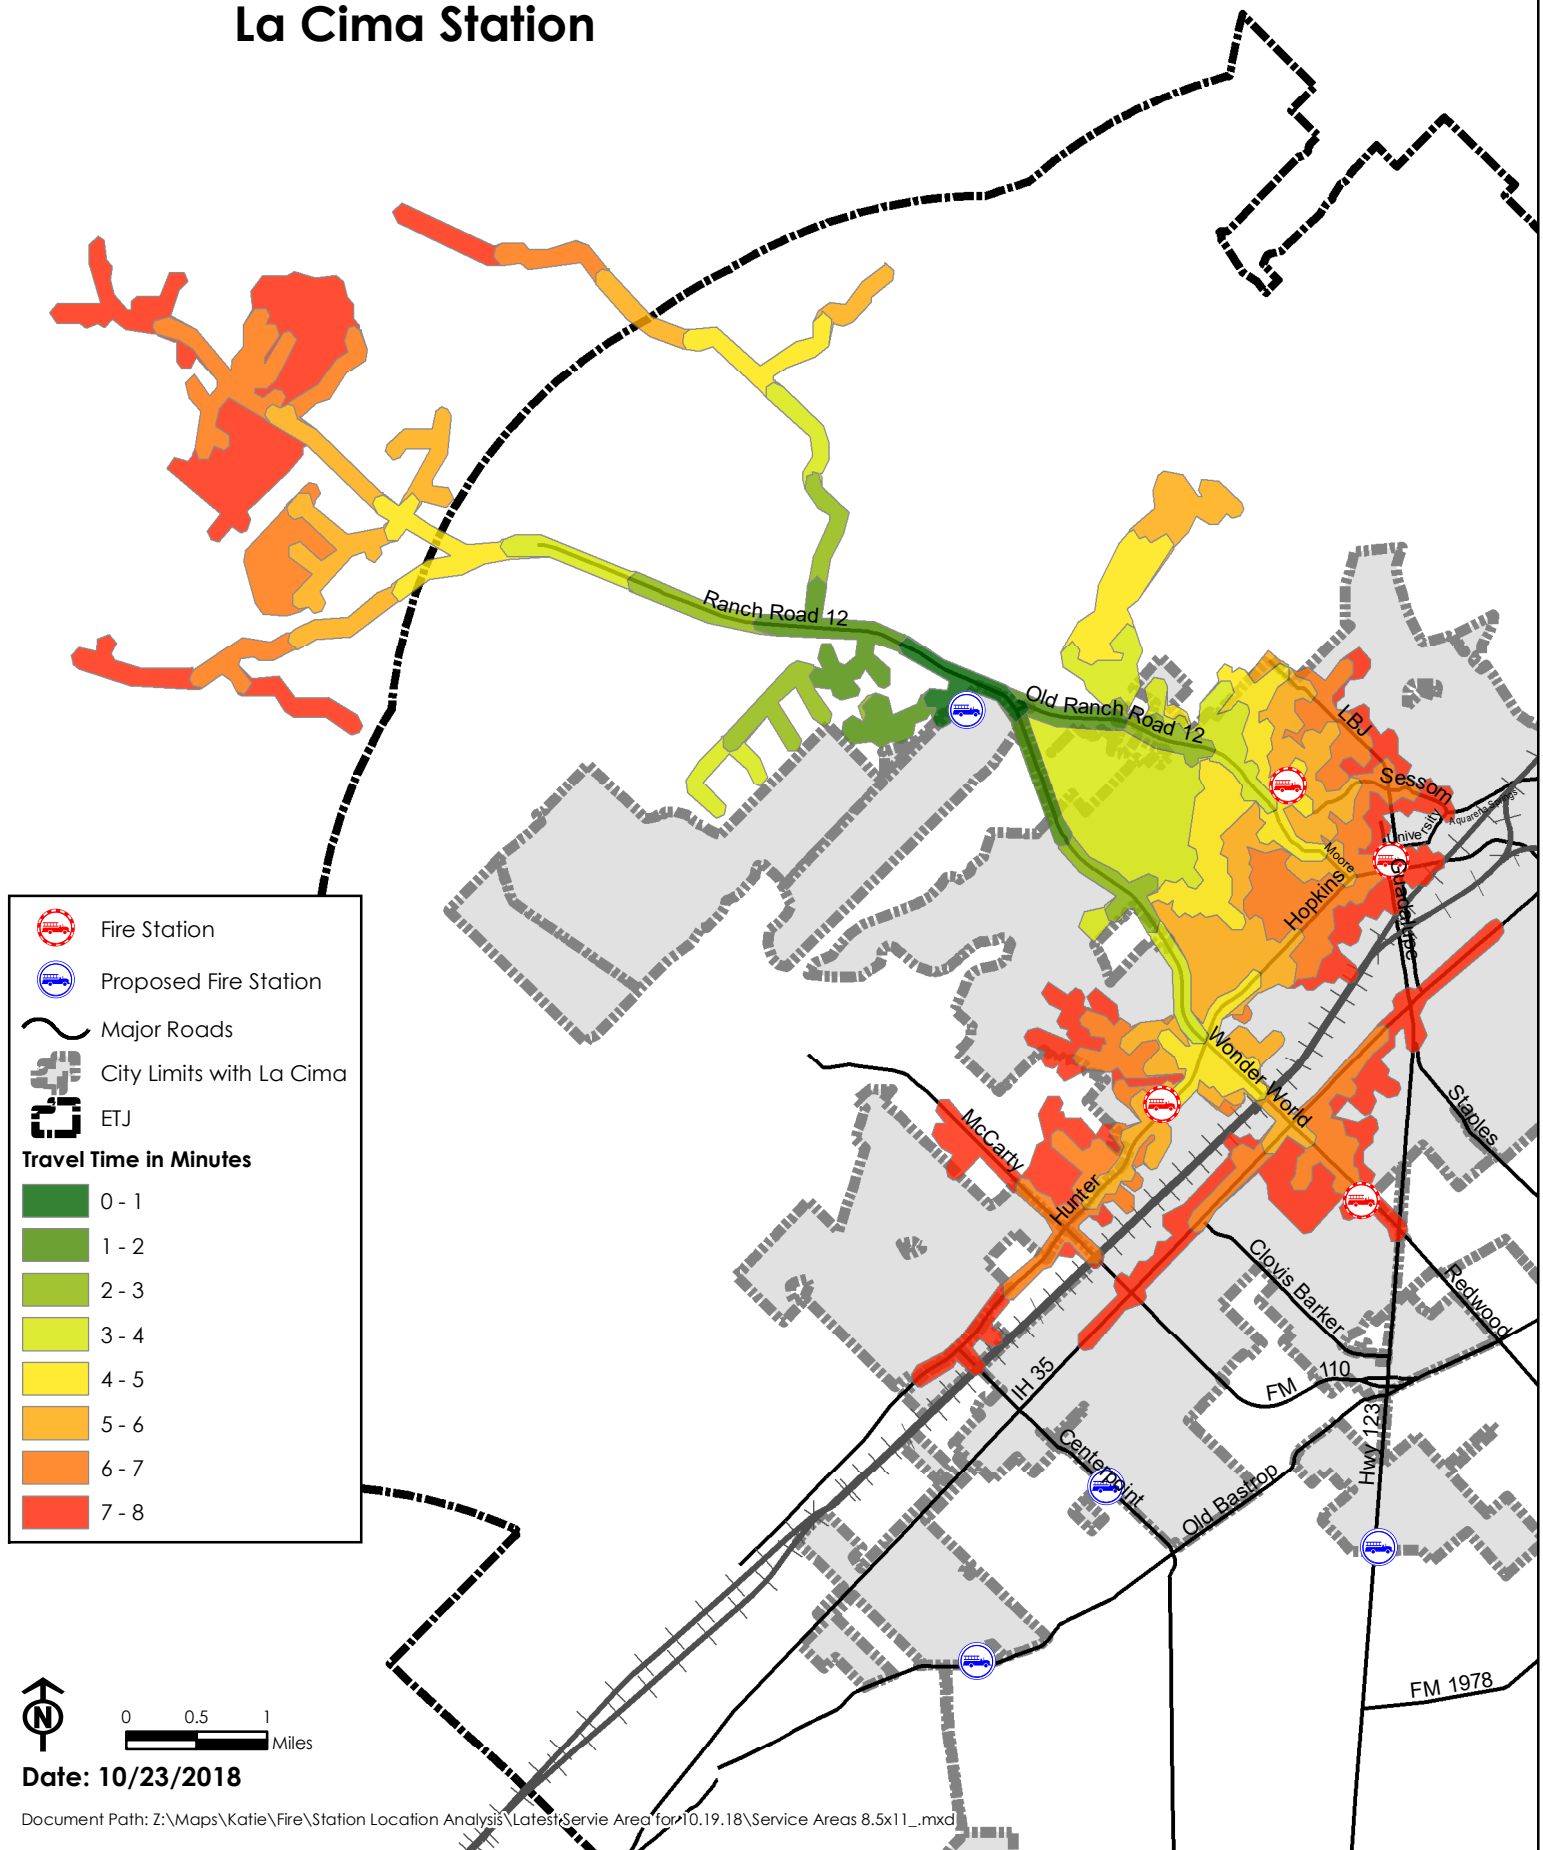 La Cima Station
Ranch Road 12
Old Ranch Road 12
LBJ
Sessom
Aquarena Springs
University
Moore
Guadalupe
Hopkins
Wonder World
Staples
McCarty
Hunter
Clovis Barker
Redwood
IH 35
FM 110
Hwy 123
Centerpoint
Old Bastrop
FM 1978
Fire Station
Proposed Fire Station
Major Roads
City Limits with La Cima
ETJ
Travel Time in Minutes
0 - 1
1 - 2
2 - 3
3 - 4
4 - 5
5 - 6
6 - 7
7 - 8
N
0 0.5 1
Miles
Date: 10/23/2018
Document Path: Z:\Maps\Katie\Fire\Station Location Analysis\Latest Servie Area for 10.19.18\Service Areas 8.5x11_.mxd